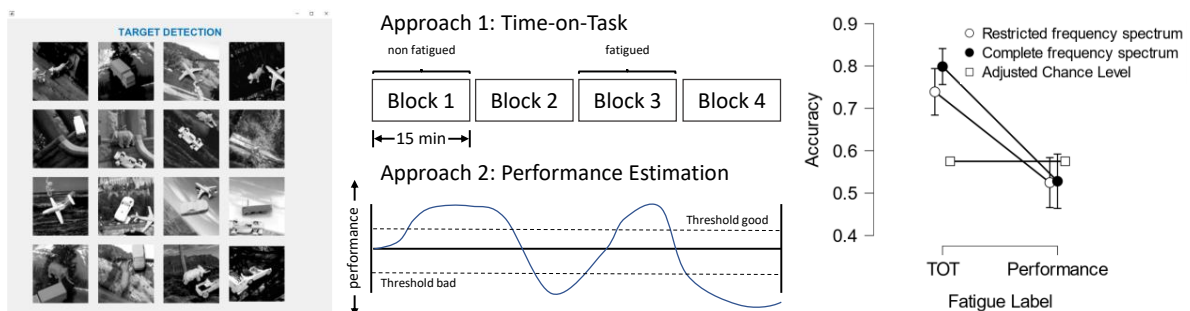 TARGET DETECTION
Approach 1: Time-on-Task
non fatigued
fatigued
Block 1
Block 2
Block 3
Block 4
15 min
Approach 2: Performance Estimation
performance
Threshold good
Threshold bad
0.9
0.8
0.7
0.6
0.5
0.4
Accuracy
Restricted frequency spectrum
Complete frequency spectrum
Adjusted Chance Level
TOT
Performance
Fatigue Label